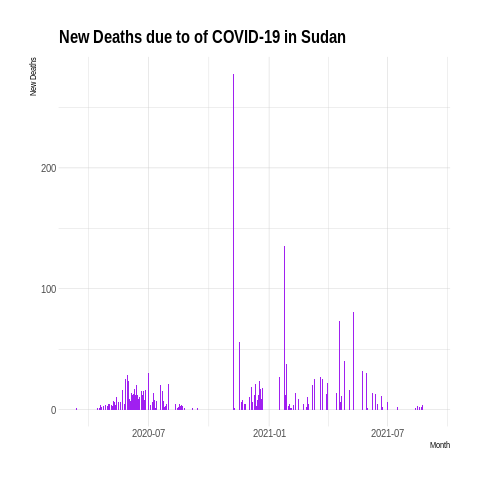 New Deaths due to of COVID-19 in Sudan
New Deaths
200
100
0
2020-07
2021-01
2021-07
Month